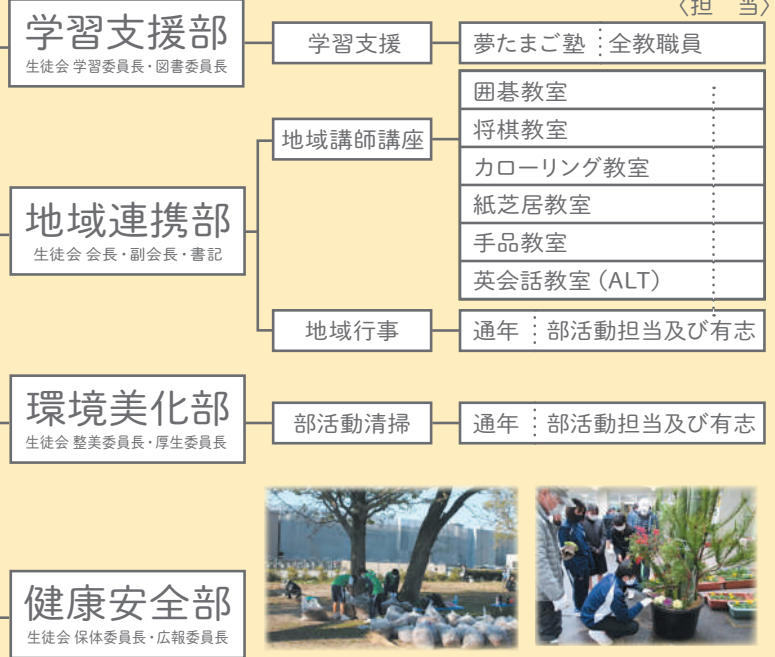 〈担　当〉
学習支援部
生徒会 学習委員長・図書委員長
学習支援
夢たまご塾
全教職員
地域連携部
生徒会 会長・副会長・書記
地域講師講座
囲碁教室
将棋教室
カローリング教室
紙芝居教室
手品教室
英会話教室（ALT）
地域行事
通年
部活動担当及び有志
環境美化部
生徒会 整美委員長・厚生委員長
部活動清掃
通年
部活動担当及び有志
健康安全部
生徒会 保体委員長・広報委員長